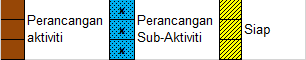 Perancangan
aktiviti
x
x
x
Perancangan
Sub-Aktiviti
Siap